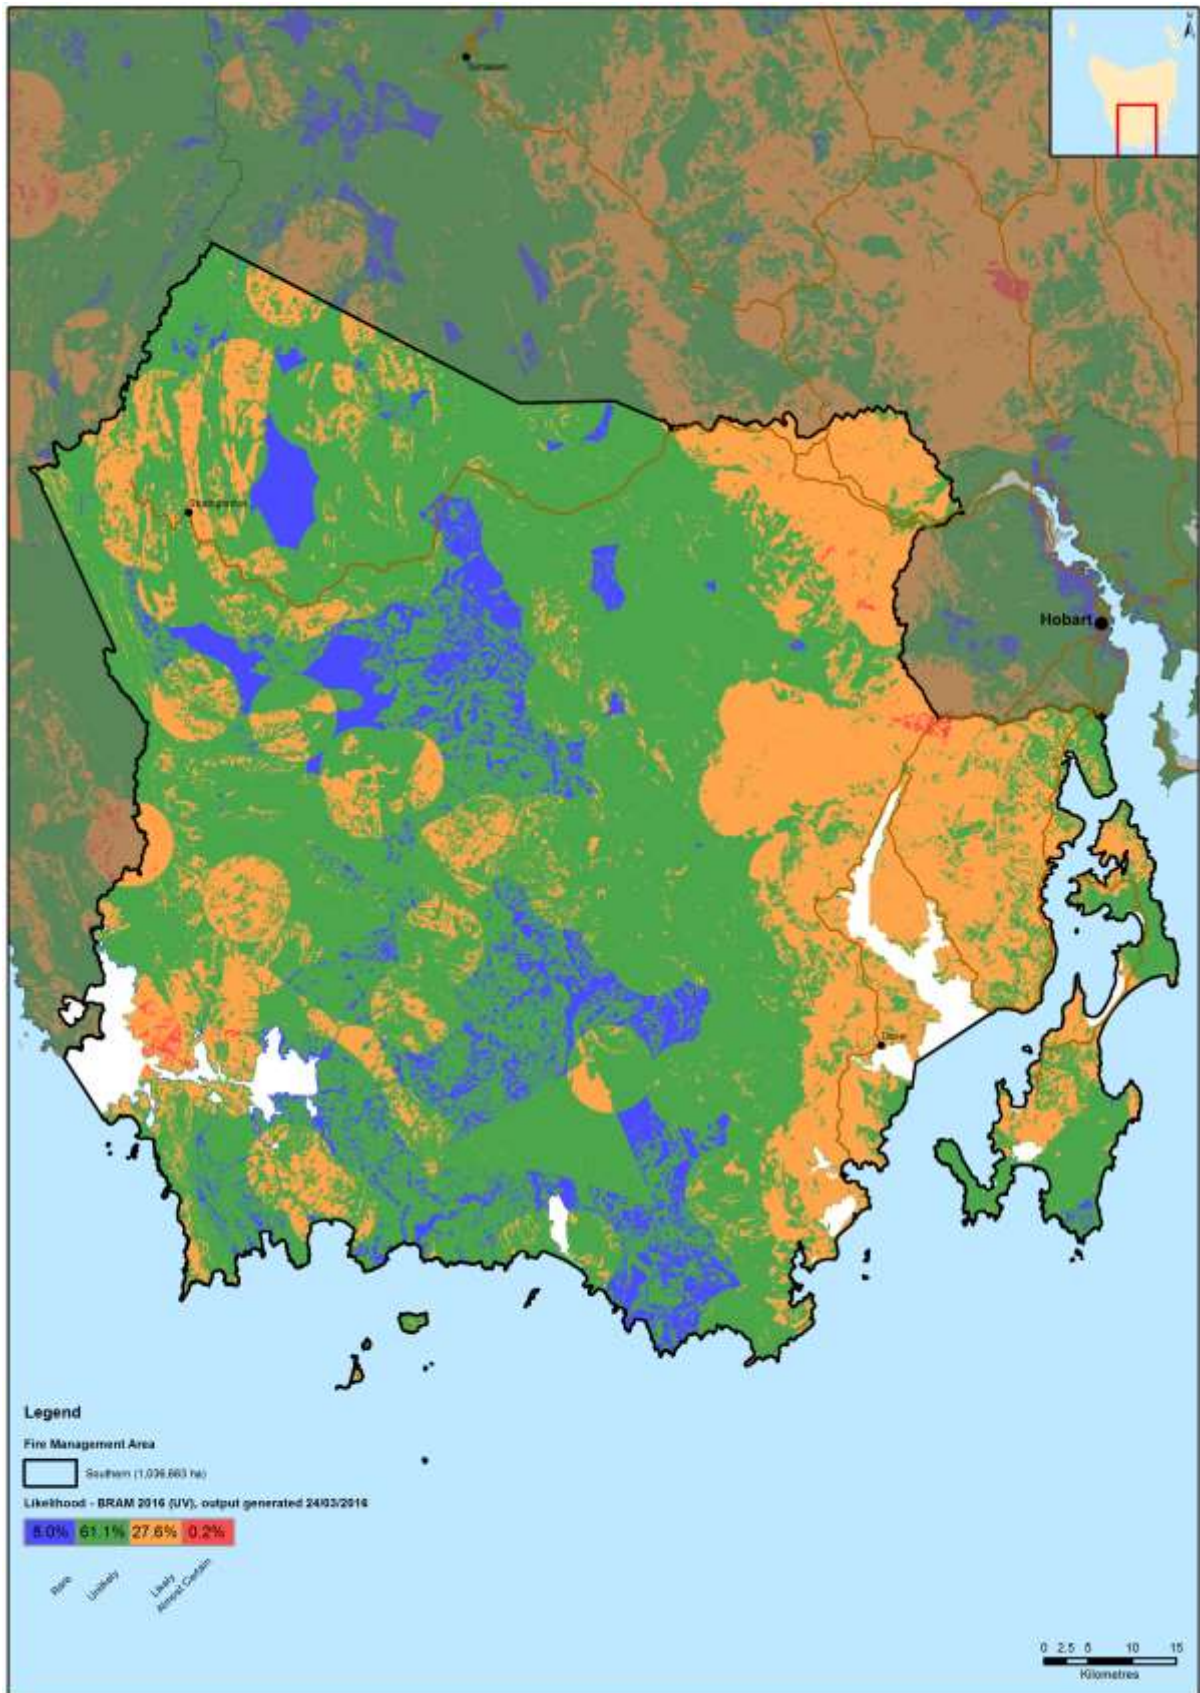 N
Hobart
Dover
Legend
Fire Management Area
Southern (1,036,663 ha)
Likelihood - BRAM 2016 (UV), output generated 24/03/2016
8.0% 61.1% 27.6% 0.2%
Rare
Unlikely
Likely
Almost Certain
0 2.5 5 10 15
Kilometres